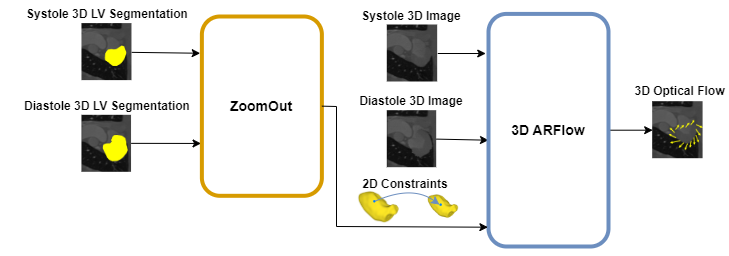 Systole 3D LV Segmentation
Diastole 3D LV Segmentation
ZoomOut
Systole 3D Image
Diastole 3D Image
2D Constraints
3D ARFlow
3D Optical Flow